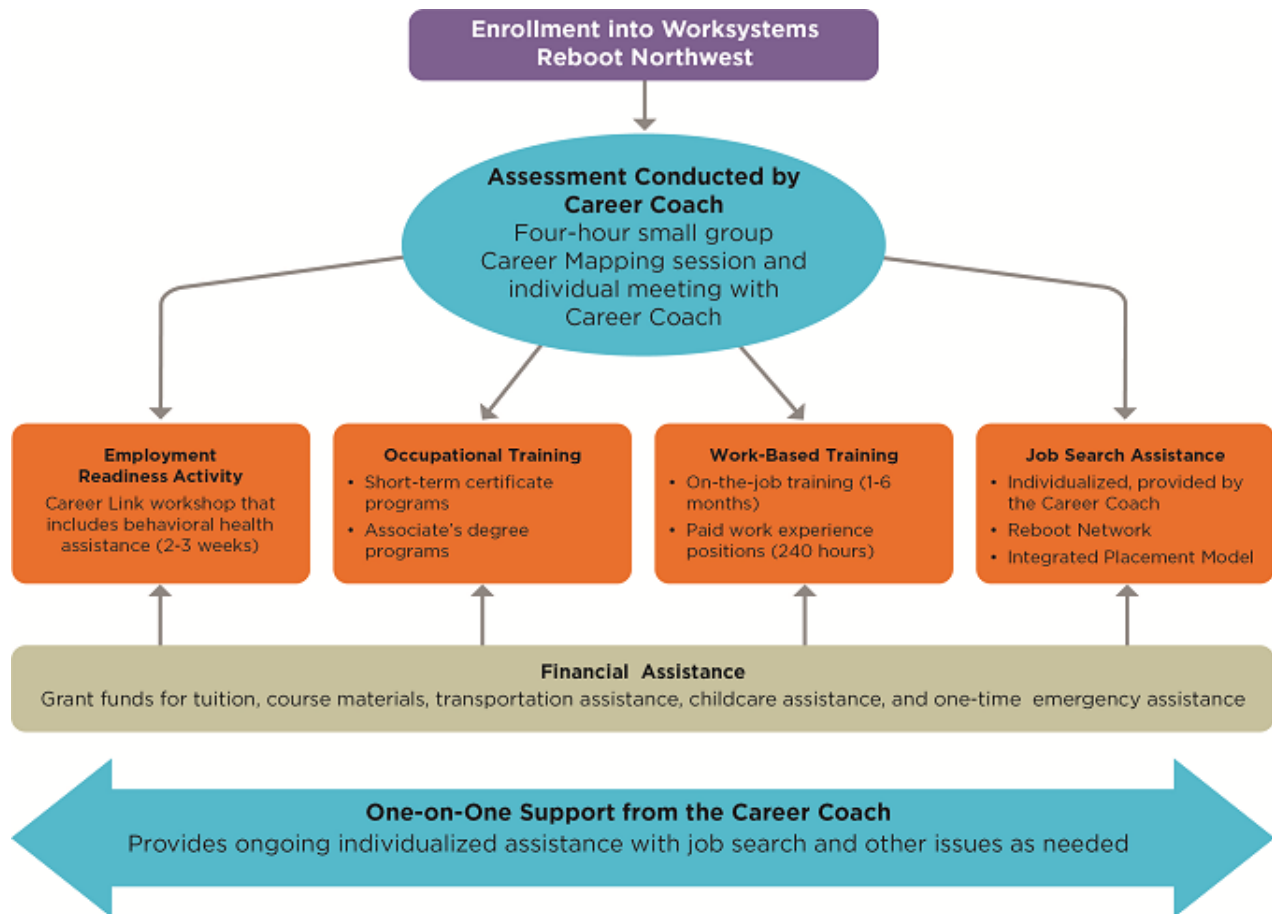 Enrollment into Worksystems
Reboot Northwest
Assessment Conducted by
Career Coach
Four-hour small group
Career Mapping session and
individual meeting with
Career Coach
Employment
Readiness Activity
Career Link workshop that
includes behavioral health
assistance (2-3 weeks)
Occupational Training
• Short-term certificate
programs
• Associate's degree
programs
Work-Based Training
• On-the-job training (1-6
months)
• Paid work experience
positions (240 hours)
Job Search Assistance
• Individualized, provided by
the Career Coach
• Reboot Network
• Integrated Placement Model
Financial Assistance
Grant funds for tuition, course materials, transportation assistance, childcare assistance, and one-time emergency assistance
One-on-One Support from the Career Coach
Provides ongoing individualized assistance with job search and other issues as needed